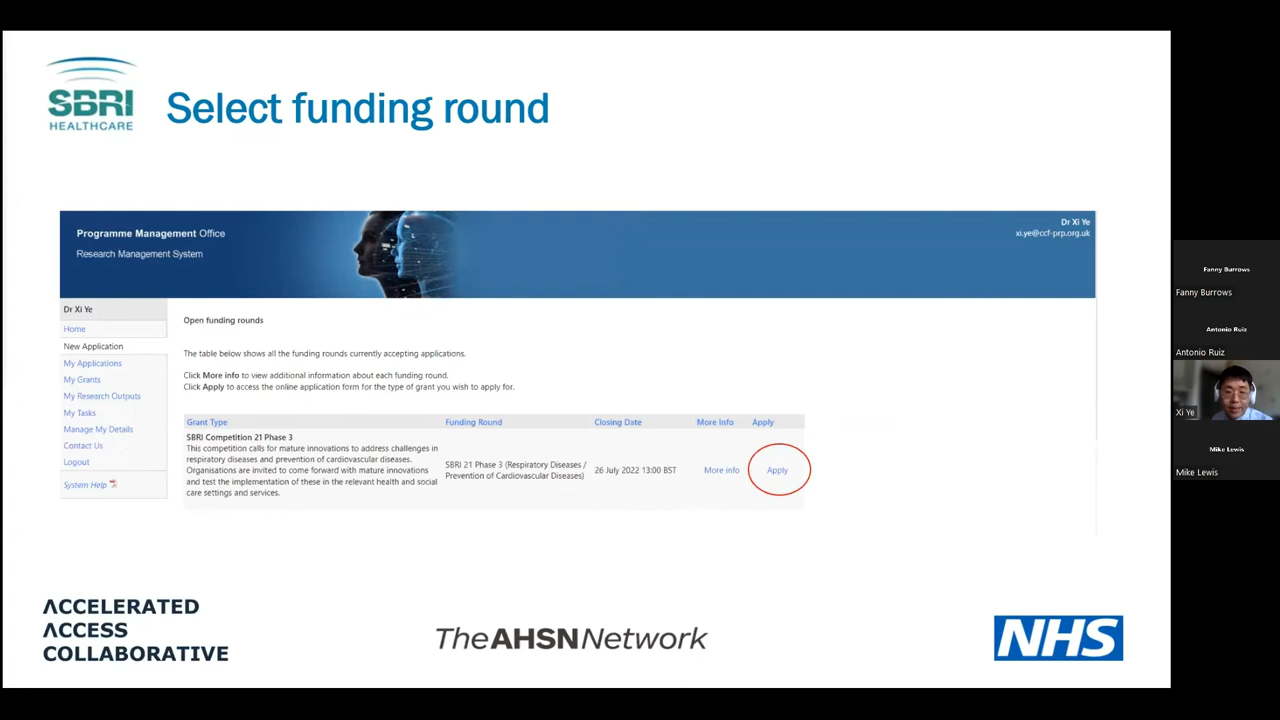 SBRI
HEALTHCARE
Select funding round
Programme Management Office
Research Management System
Dr Xi Ye
xi.ye@ccf-prp.org.uk
Dr Xi Ye
Home
New Application
My Applications
My Grants
My Research Outputs
My Tasks
Manage My Details
Contact Us
Logout
System Help
Open funding rounds
The table below shows all the funding rounds currently accepting applications.
Click More info to view additional information about each funding round.
Click Apply to access the online application form for the type of grant you wish to apply for.
Grant Type Funding Round Closing Date More Info Apply
SBRI Competition 21 Phase 3
This competition calls for mature innovations to address challenges in
respiratory diseases and prevention of cardiovascular diseases.
Organisations are invited to come forward with mature innovations
and test the implementation of these in the relevant health and social
care settings and services.
SBRI 21 Phase 3 (Respiratory Diseases /
Prevention of Cardiovascular Diseases)
26 July 2022 13:00 BST
More info
Apply
ACCELERATED
ACCESS
COLLABORATIVE
The AHSN Network
NHS
Fanny Burrows
Fanny Burrows
Antonio Ruiz
Antonio Ruiz
Xi Ye
Mike Lewis
Mike Lewis